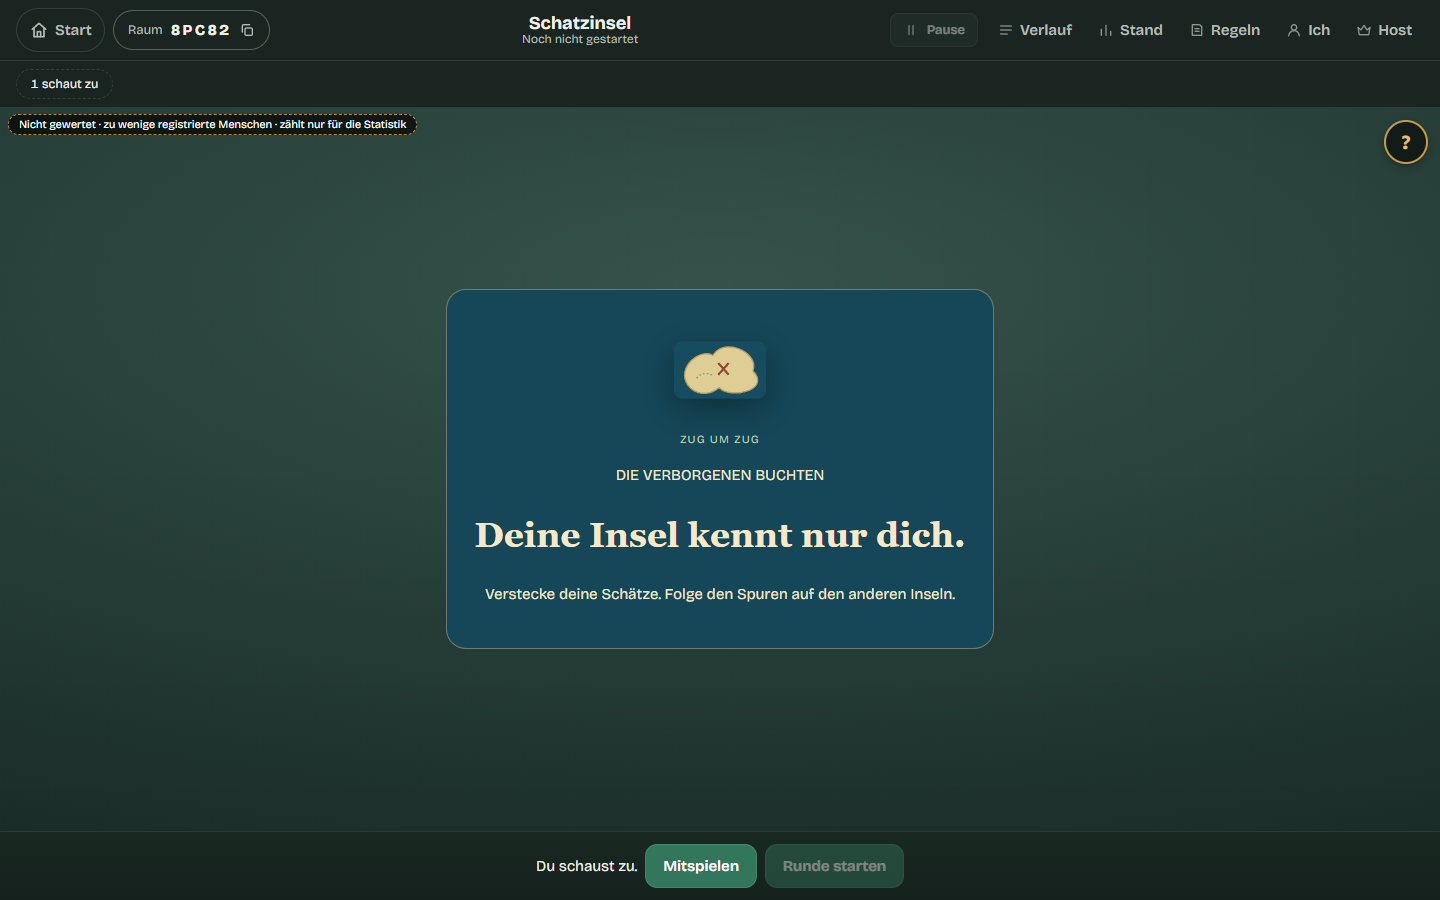 Start
Raum 8PC82
Schatzinsel
Noch nicht gestartet
Pause
Verlauf
Stand
Regeln
Ich
Host
1 schaut zu
Nicht gewertet · zu wenige registrierte Menschen · zählt nur für die Statistik
?
ZUG UM ZUG
DIE VERBORGENEN BUCHTEN
Deine Insel kennt nur dich.
Verstecke deine Schätze. Folge den Spuren auf den anderen Inseln.
Du schaust zu.
Mitspielen
Runde starten